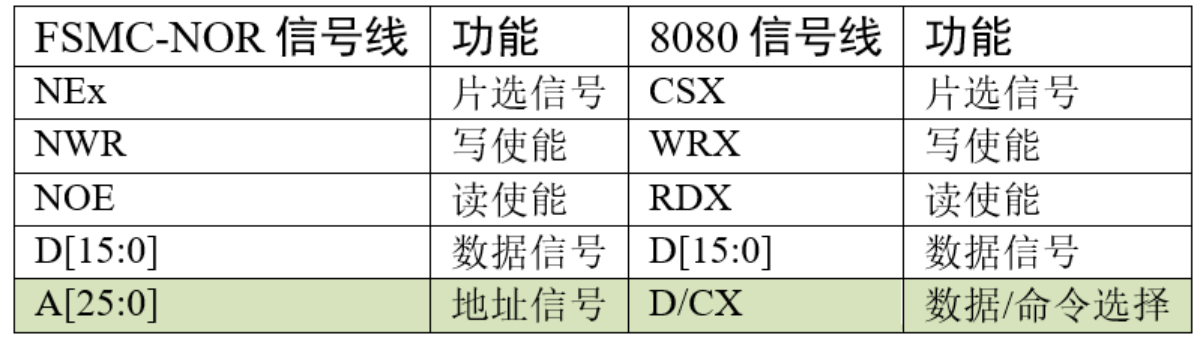 FSMC-NOR 信号线 功能 8080 信号线 功能
NEx 片选信号 CSX 片选信号
NWR 写使能 WRX 写使能
NOE 读使能 RDX 读使能
D[15:0] 数据信号 D[15:0] 数据信号
A[25:0] 地址信号 D/CX 数据/命令选择